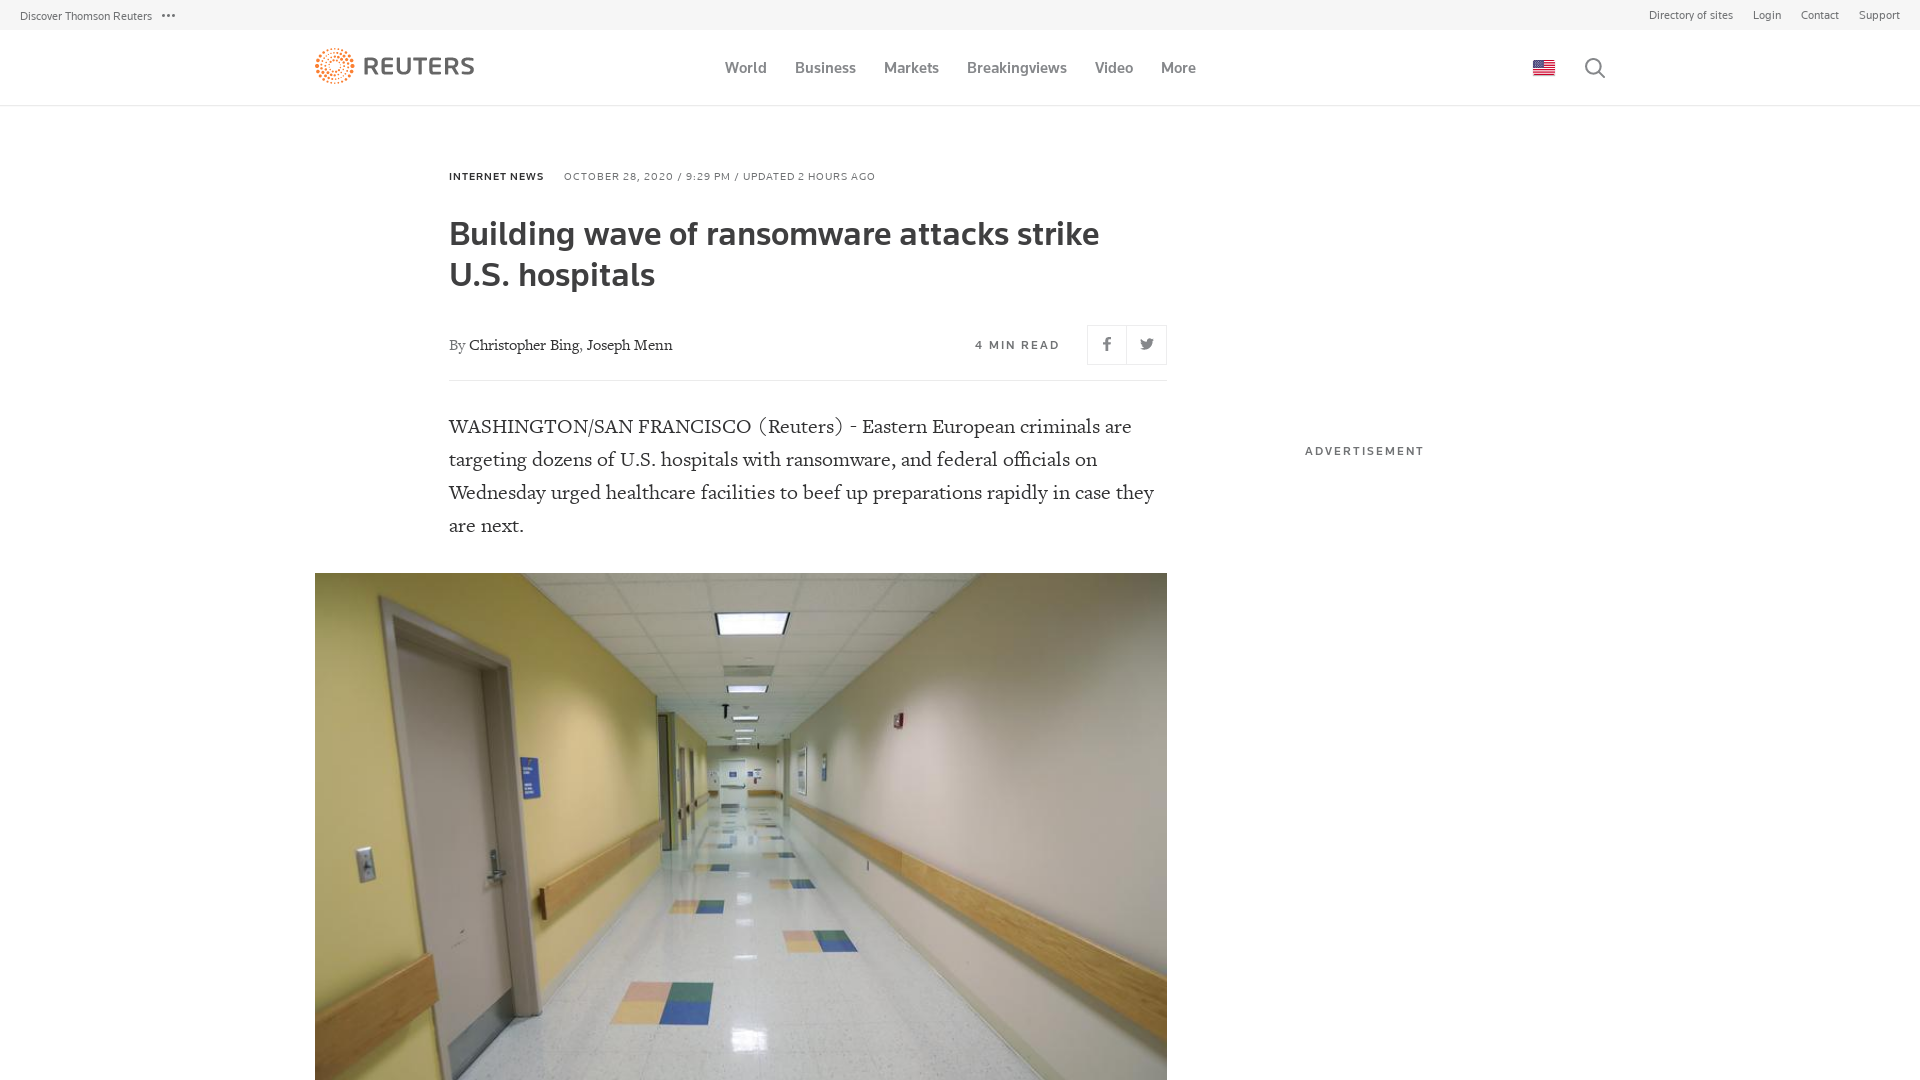 Discover Thomson Reuters
Directory of sites Login Contact Support
REUTERS
World Business Markets Breakingviews Video More
INTERNET NEWS OCTOBER 28, 2020 / 9:29 PM / UPDATED 2 HOURS AGO
Building wave of ransomware attacks strike
U.S. hospitals
By Christopher Bing, Joseph Menn
4 MIN READ
WASHINGTON/SAN FRANCISCO (Reuters) - Eastern European criminals are
targeting dozens of U.S. hospitals with ransomware, and federal officials on
Wednesday urged healthcare facilities to beef up preparations rapidly in case they
are next.
ADVERTISEMENT